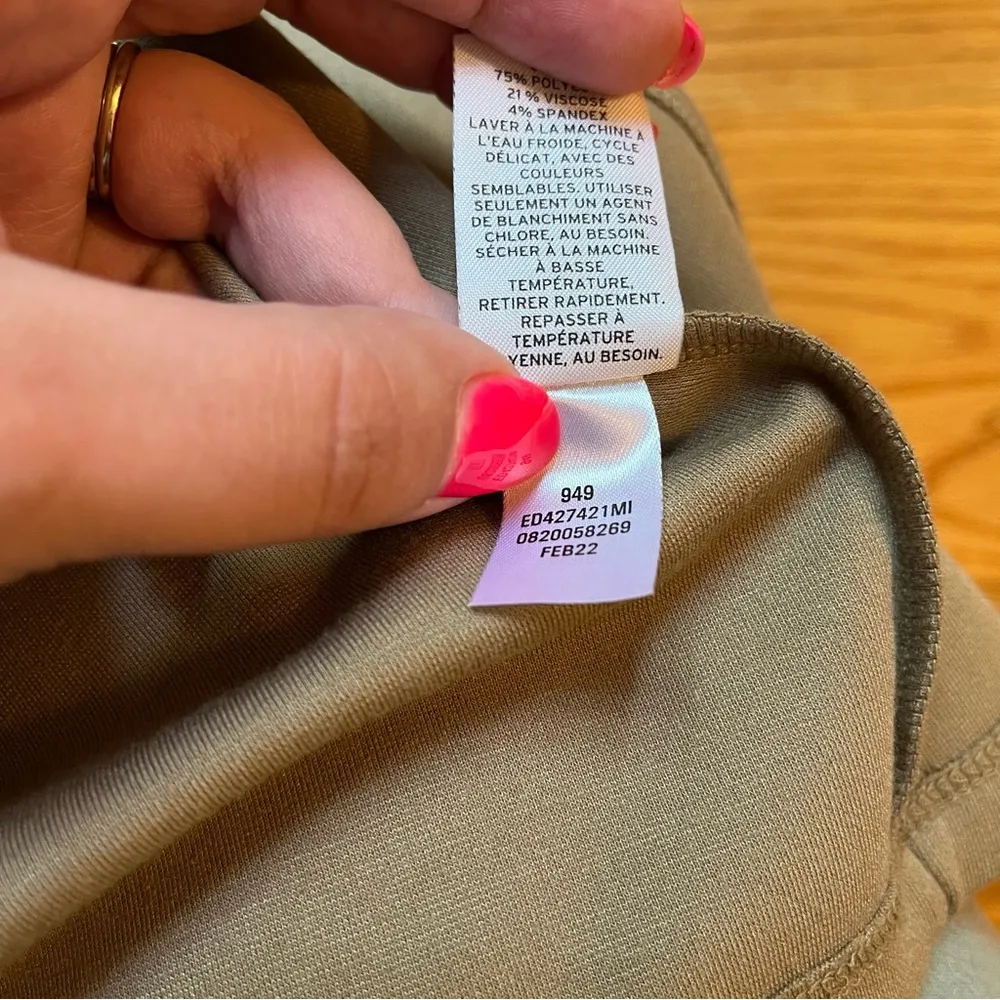 75%
21% VISCOSE
4% SPANDEX
LAVER À LA MACHINE À
L'EAU FROIDE, CYCLE
DÉLICAT, AVEC DES
COULEURS
SEMBLABLES. UTILISER
SEULEMENT UN AGENT
DE BLANCHIMENT SANS
CHLORE, AU BESOIN.
SÉCHER À LA MACHINE
À BASSE
TEMPÉRATURE,
RETIRER RAPIDEMENT.
REPASSER À
TEMPÉRATURE
YENNE, AU BESOIN.
949
ED427421MI
0820058269
FEB22